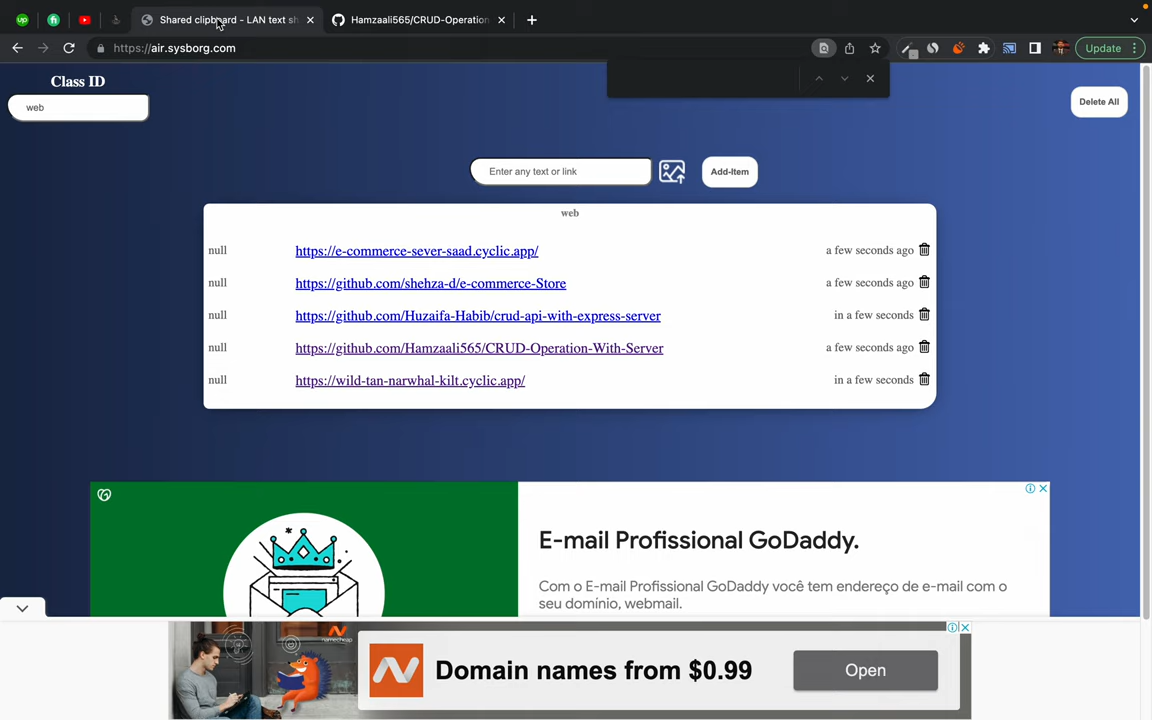 Shared clipboard - LAN text sh
Hamzaali565/CRUD-Operation
https://air.sysborg.com
Update
Class ID
web
Delete All
Enter any text or link
Add-Item
web
null https://e-commerce-sever-saad.cyclic.app/ a few seconds ago
null https://github.com/shehza-d/e-commerce-Store a few seconds ago
null https://github.com/Huzaifa-Habib/crud-api-with-express-server in a few seconds
null https://github.com/Hamzaali565/CRUD-Operation-With-Server a few seconds ago
null https://wild-tan-narwhal-kilt.cyclic.app/ in a few seconds
E-mail Profissional GoDaddy.
Com o E-mail Profissional GoDaddy você tem endereço de e-mail com o
seu domínio, webmail.
namecheap
Domain names from $0.99
Open